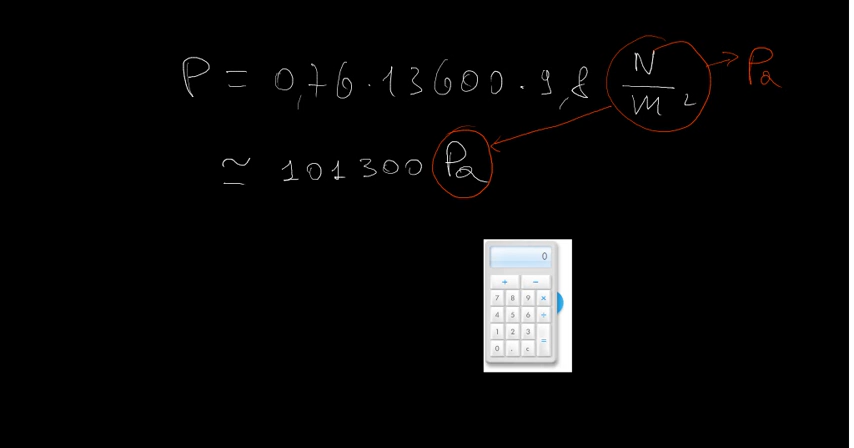 P = 0,76.13600.9,8 N/m² → Pa
≃ 101300 Pa
0
+ −
7 8 9 ×
4 5 6 ÷
1 2 3
0 . c =